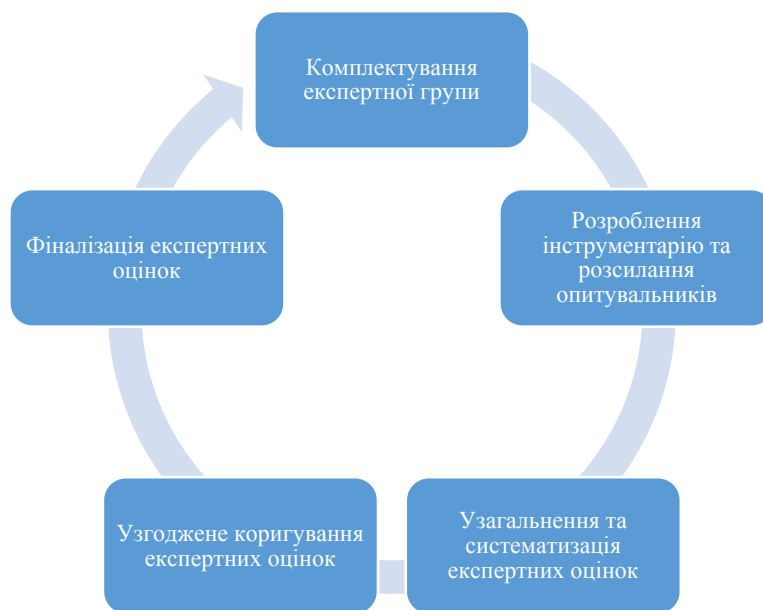 Комплектування
експертної групи
Розроблення
інструментарію та
розсилання
опитувальників
Узагальнення та
систематизація
експертних оцінок
Узгоджене коригування
експертних оцінок
Фіналізація експертних
оцінок